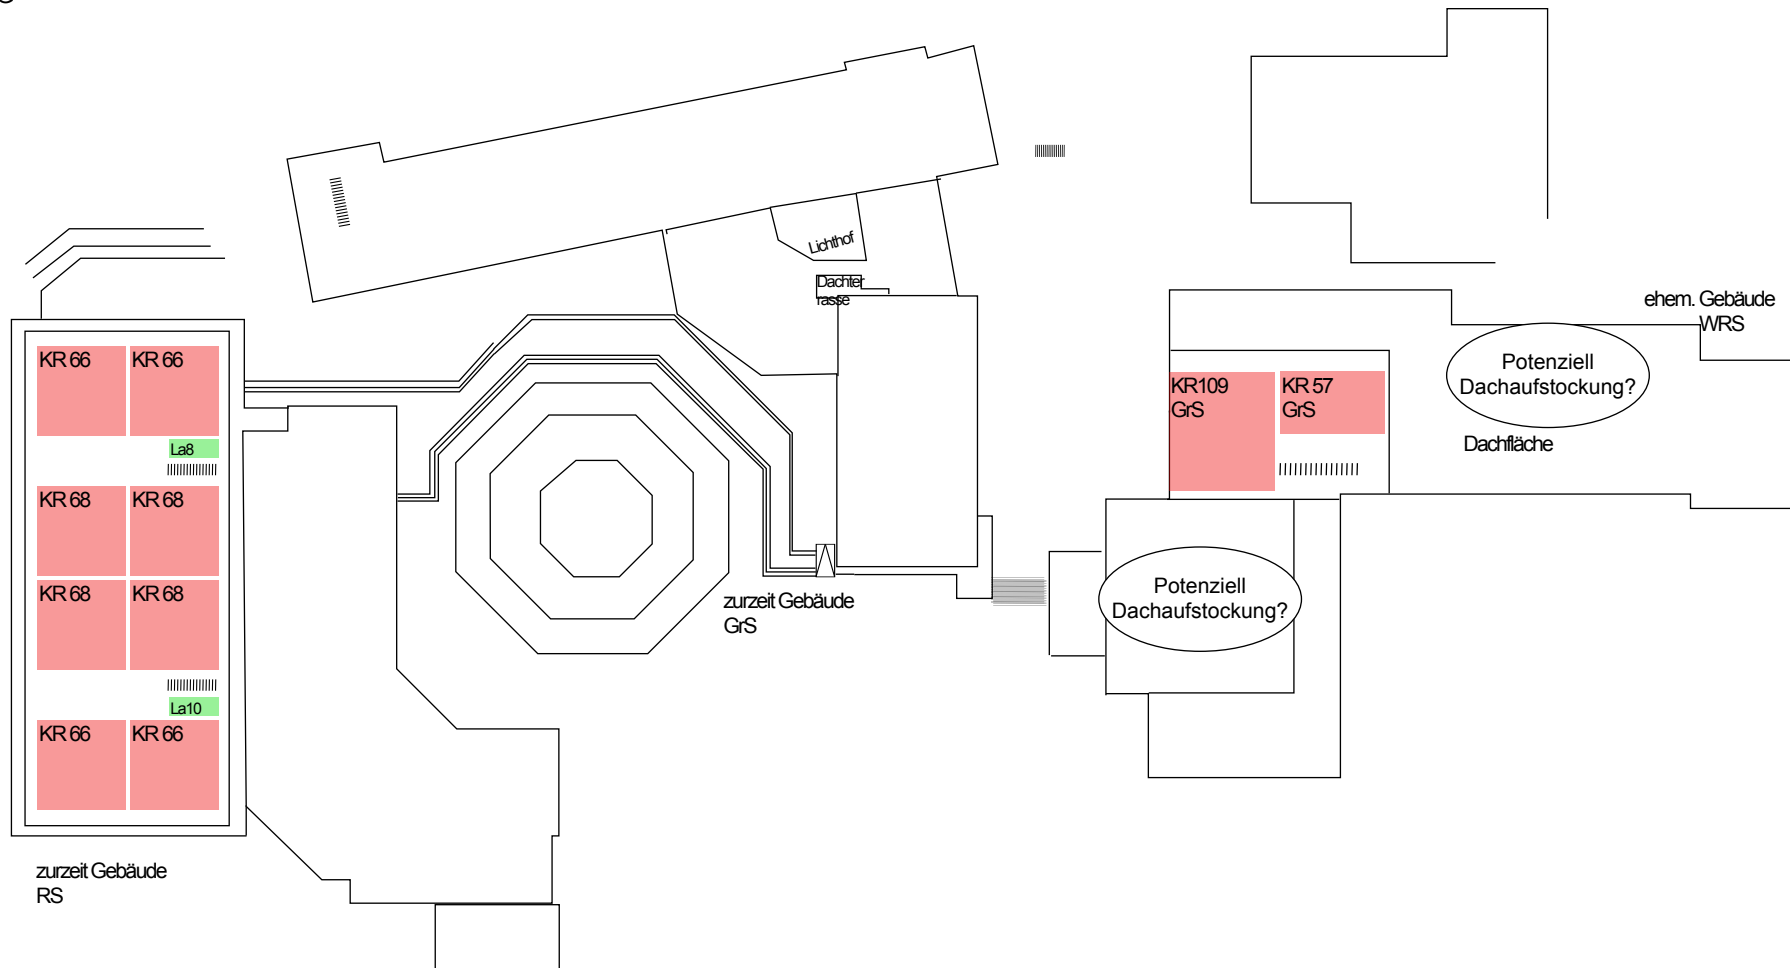 Lichthof
Dachter
rasse
ehem. Gebäude
WRS
KR 66
KR 66
Potenziell
Dachaufstockung?
KR109
GrS
KR 57
GrS
La8
Dachfläche
KR 68
KR 68
KR 68
KR 68
Potenziell
Dachaufstockung?
zurzeit Gebäude
GrS
La10
KR 66
KR 66
zurzeit Gebäude
RS